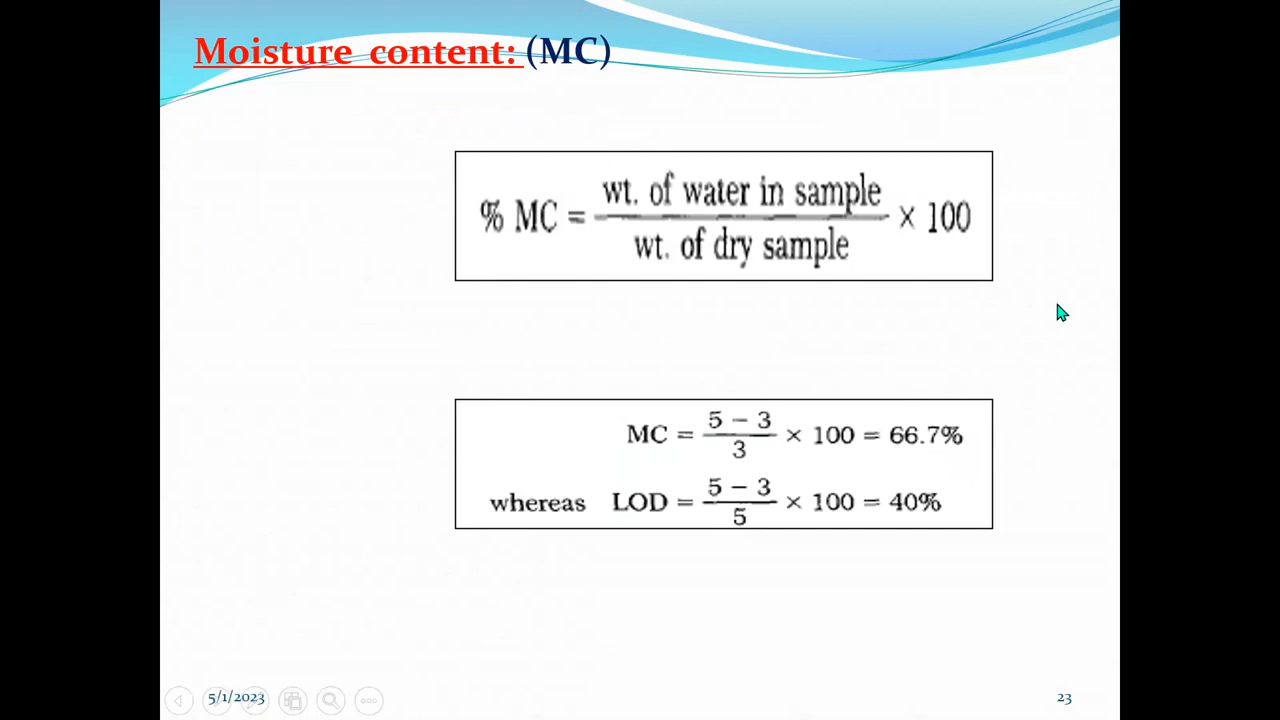 Moisture content: (MC)
% MC = wt. of water in sample / wt. of dry sample × 100
MC = 5 − 3 / 3 × 100 = 66.7%
whereas LOD = 5 − 3 / 5 × 100 = 40%
5/1/2023
23